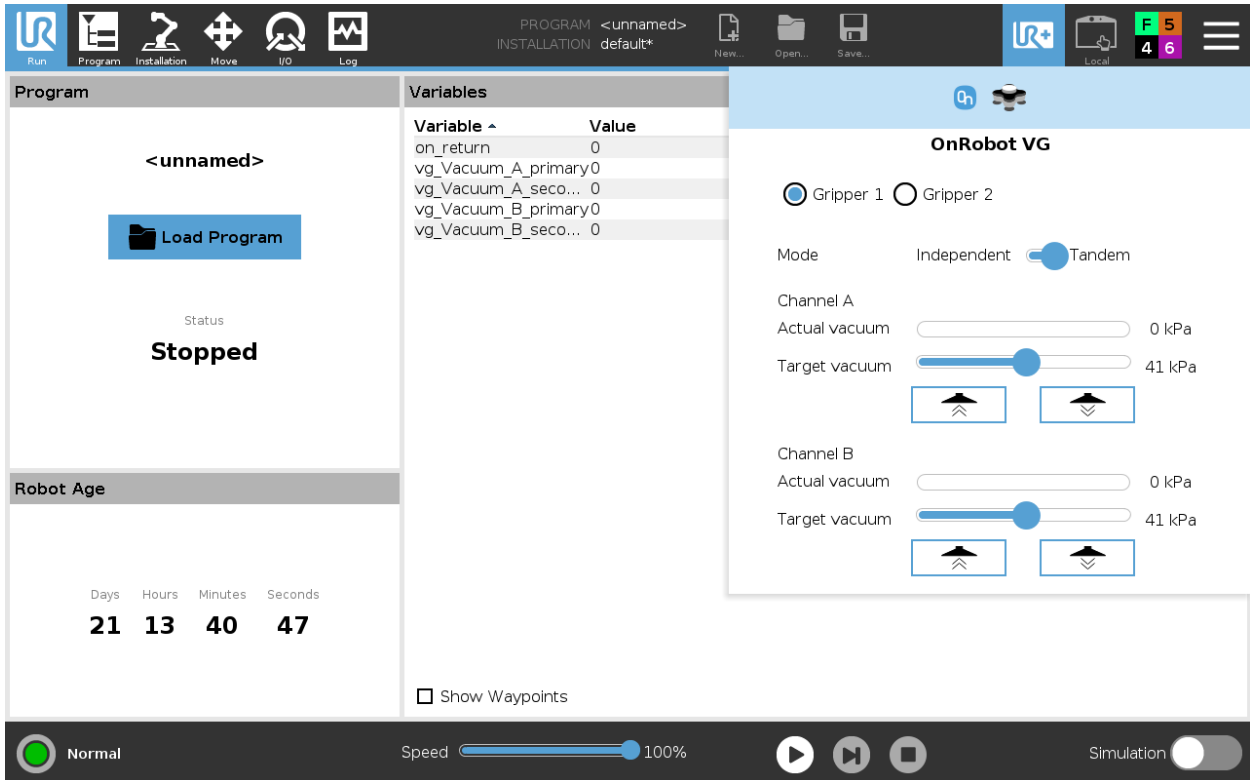 UR
UR+
PROGRAM <unnamed>
INSTALLATION default*
F 5
4 6
Run Program Installation Move I/O Log New... Open... Save... Local
Program
<unnamed>
Load Program
Status
Stopped
Robot Age
Days Hours Minutes Seconds
21 13 40 47
Variables
Variable Value
on_return 0
vg_Vacuum_A_primary 0
vg_Vacuum_A_seco... 0
vg_Vacuum_B_primary 0
vg_Vacuum_B_seco... 0
Show Waypoints
On
OnRobot VG
Gripper 1 Gripper 2
Mode Independent Tandem
Channel A
Actual vacuum 0 kPa
Target vacuum 41 kPa
Channel B
Actual vacuum 0 kPa
Target vacuum 41 kPa
Normal Speed 100% Simulation